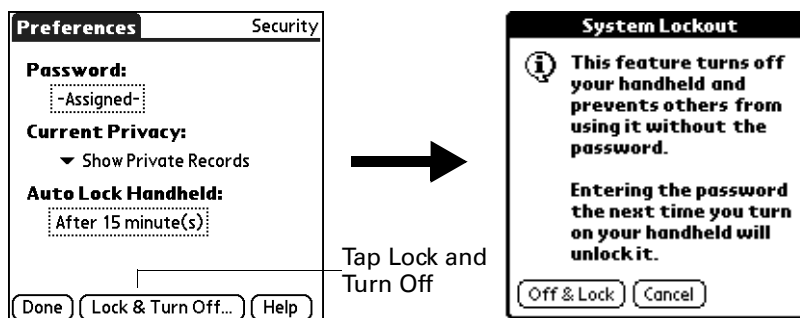 Preferences Security
Password:
-Assigned-
Current Privacy:
Show Private Records
Auto Lock Handheld:
After 15 minute(s)
Done Lock & Turn Off... Help
Tap Lock and
Turn Off
System Lockout
This feature turns off
your handheld and
prevents others from
using it without the
password.
Entering the password
the next time you turn
on your handheld will
unlock it.
Off & Lock Cancel